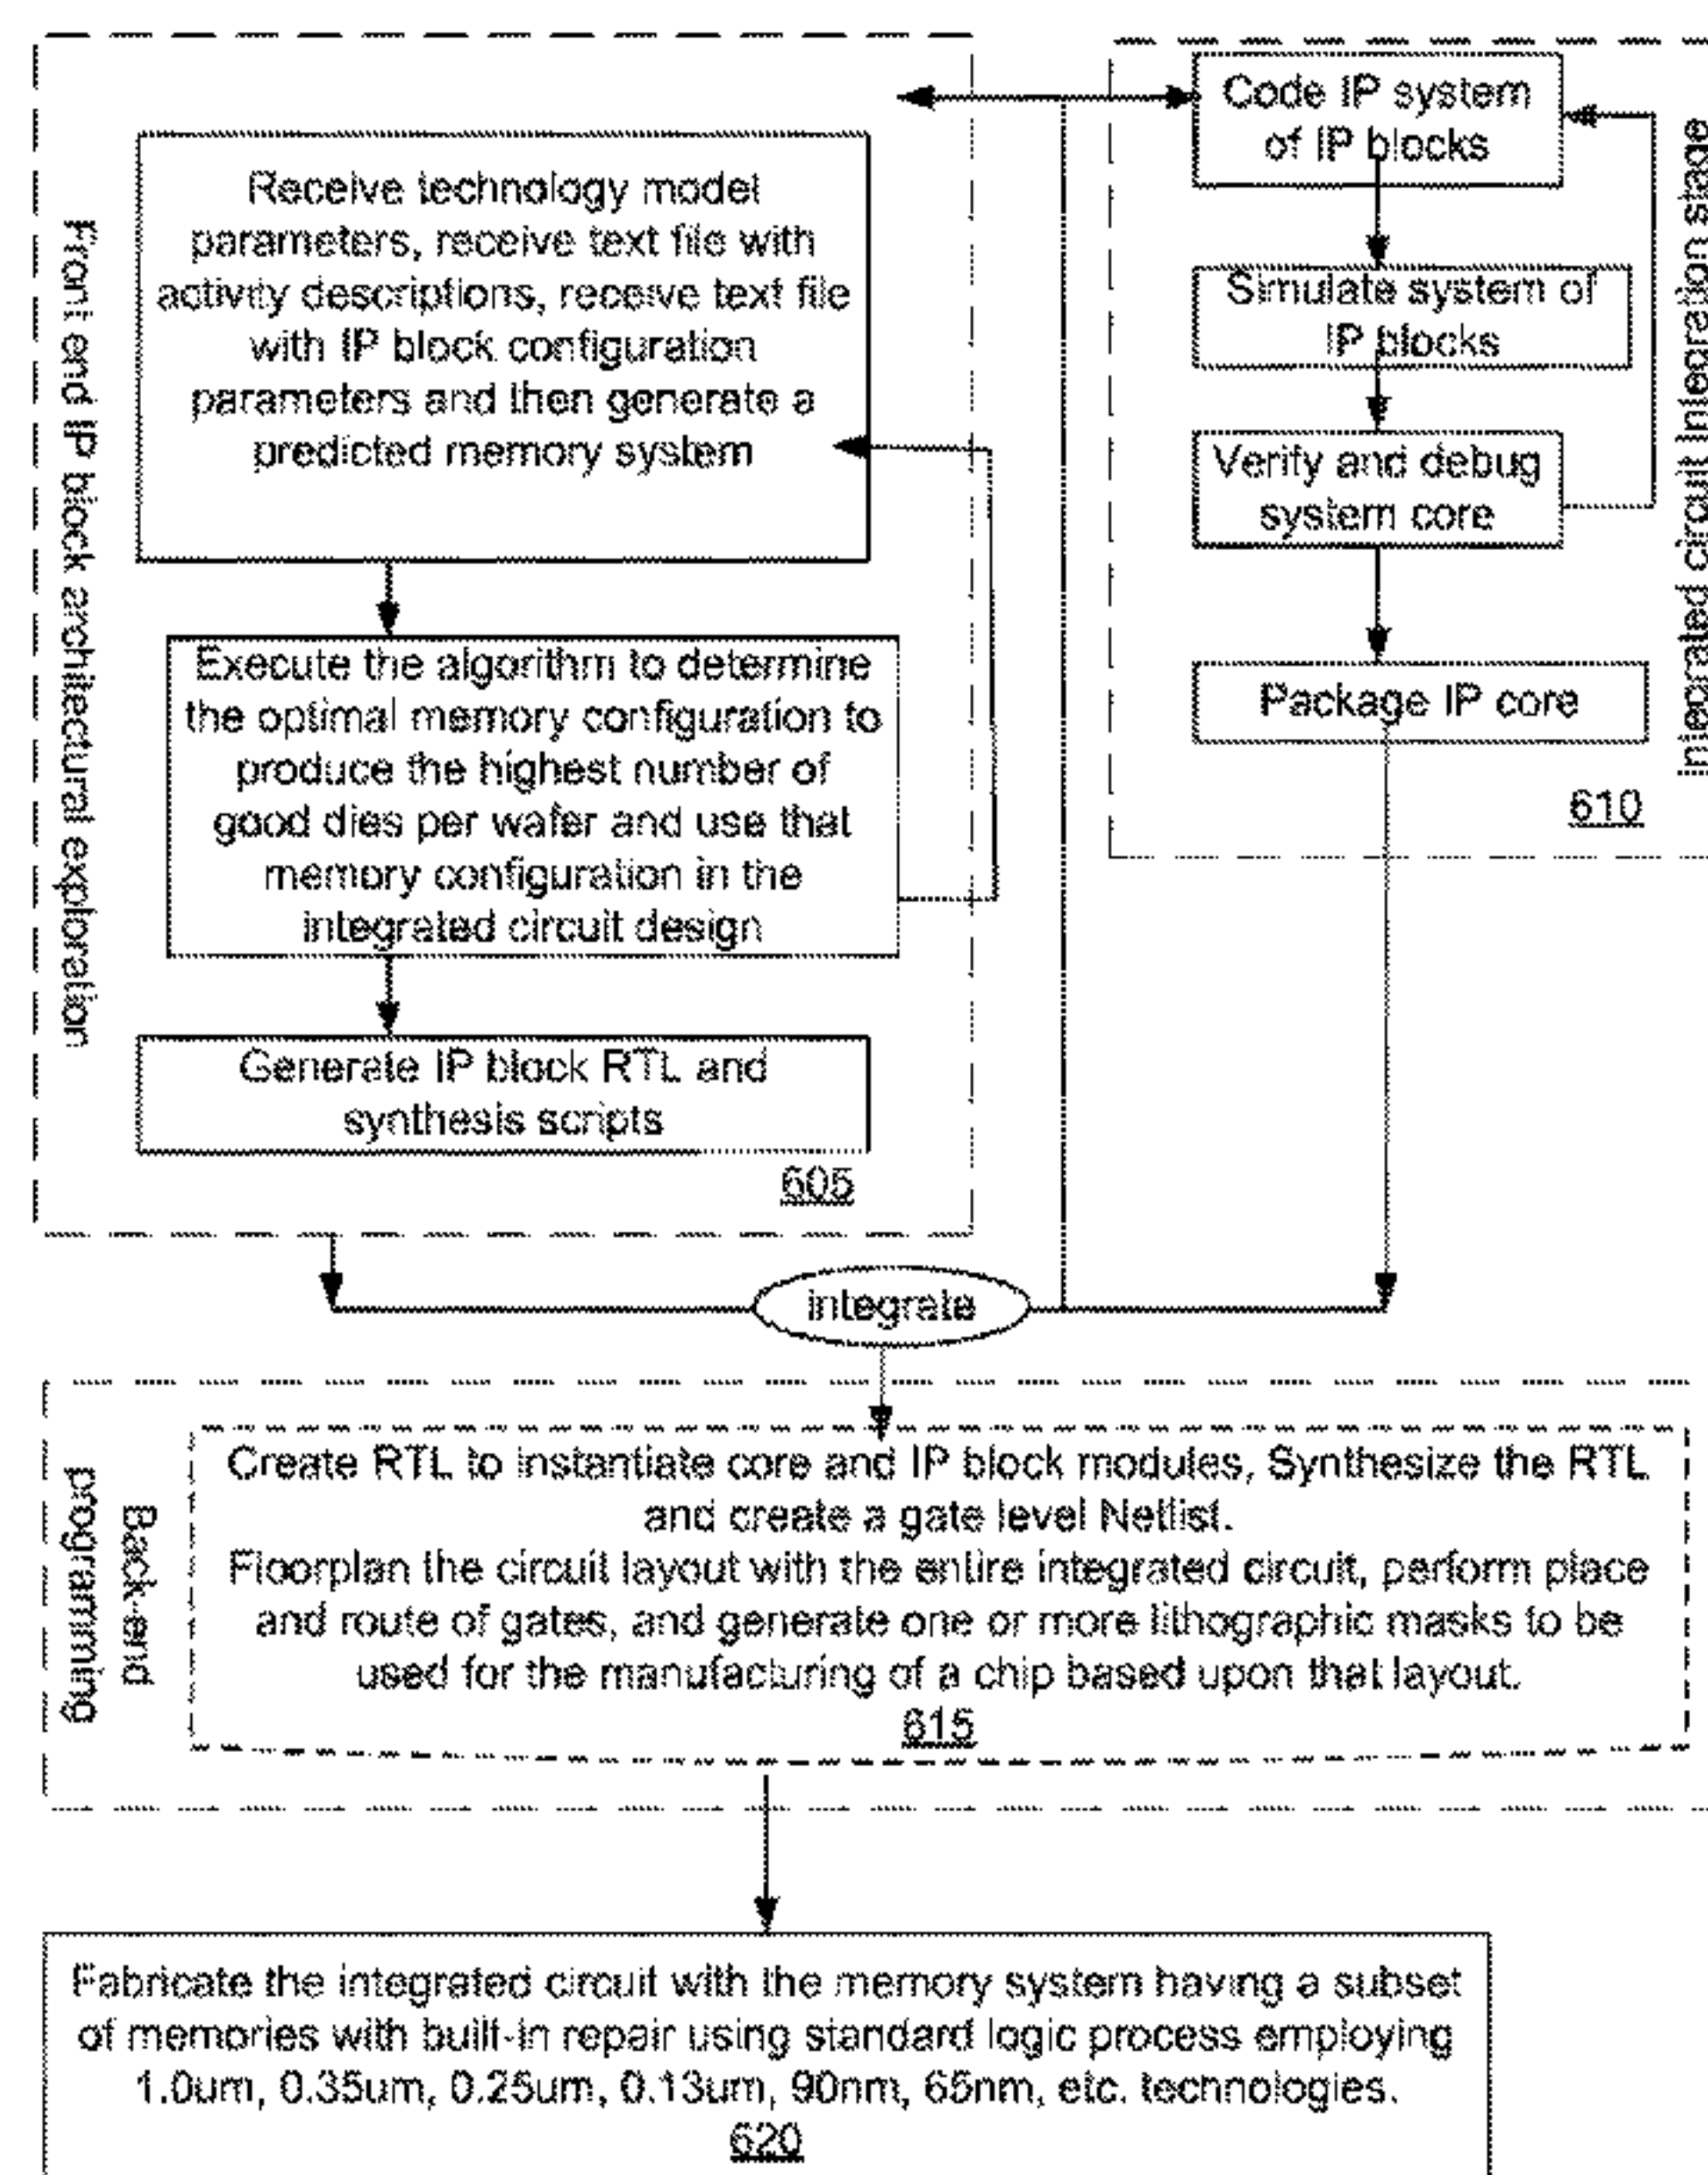 Front end IP block architectural exploration
Receive technology model
parameters, receive text file with
activity descriptions, receive text file
with IP block configuration
parameters and then generate a
predicted memory system
Execute the algorithm to determine
the optimal memory configuration to
produce the highest number of
good dies per wafer and use that
memory configuration in the
integrated circuit design
Generate IP block RTL and
synthesis scripts
605
Code IP system
of IP blocks
Simulate system of
IP blocks
Verify and debug
system core
Package IP core
610
Integrated circuit Integration stage
integrate
Back-end
programming
Create RTL to instantiate core and IP block modules, Synthesize the RTL
and create a gate level Netlist.
Floorplan the circuit layout with the entire integrated circuit, perform place
and route of gates, and generate one or more lithographic masks to be
used for the manufacturing of a chip based upon that layout.
615
Fabricate the integrated circuit with the memory system having a subset
of memories with built-in repair using standard logic process employing
1.0um, 0.35um, 0.25um, 0.13um, 90nm, 65nm, etc. technologies.
620